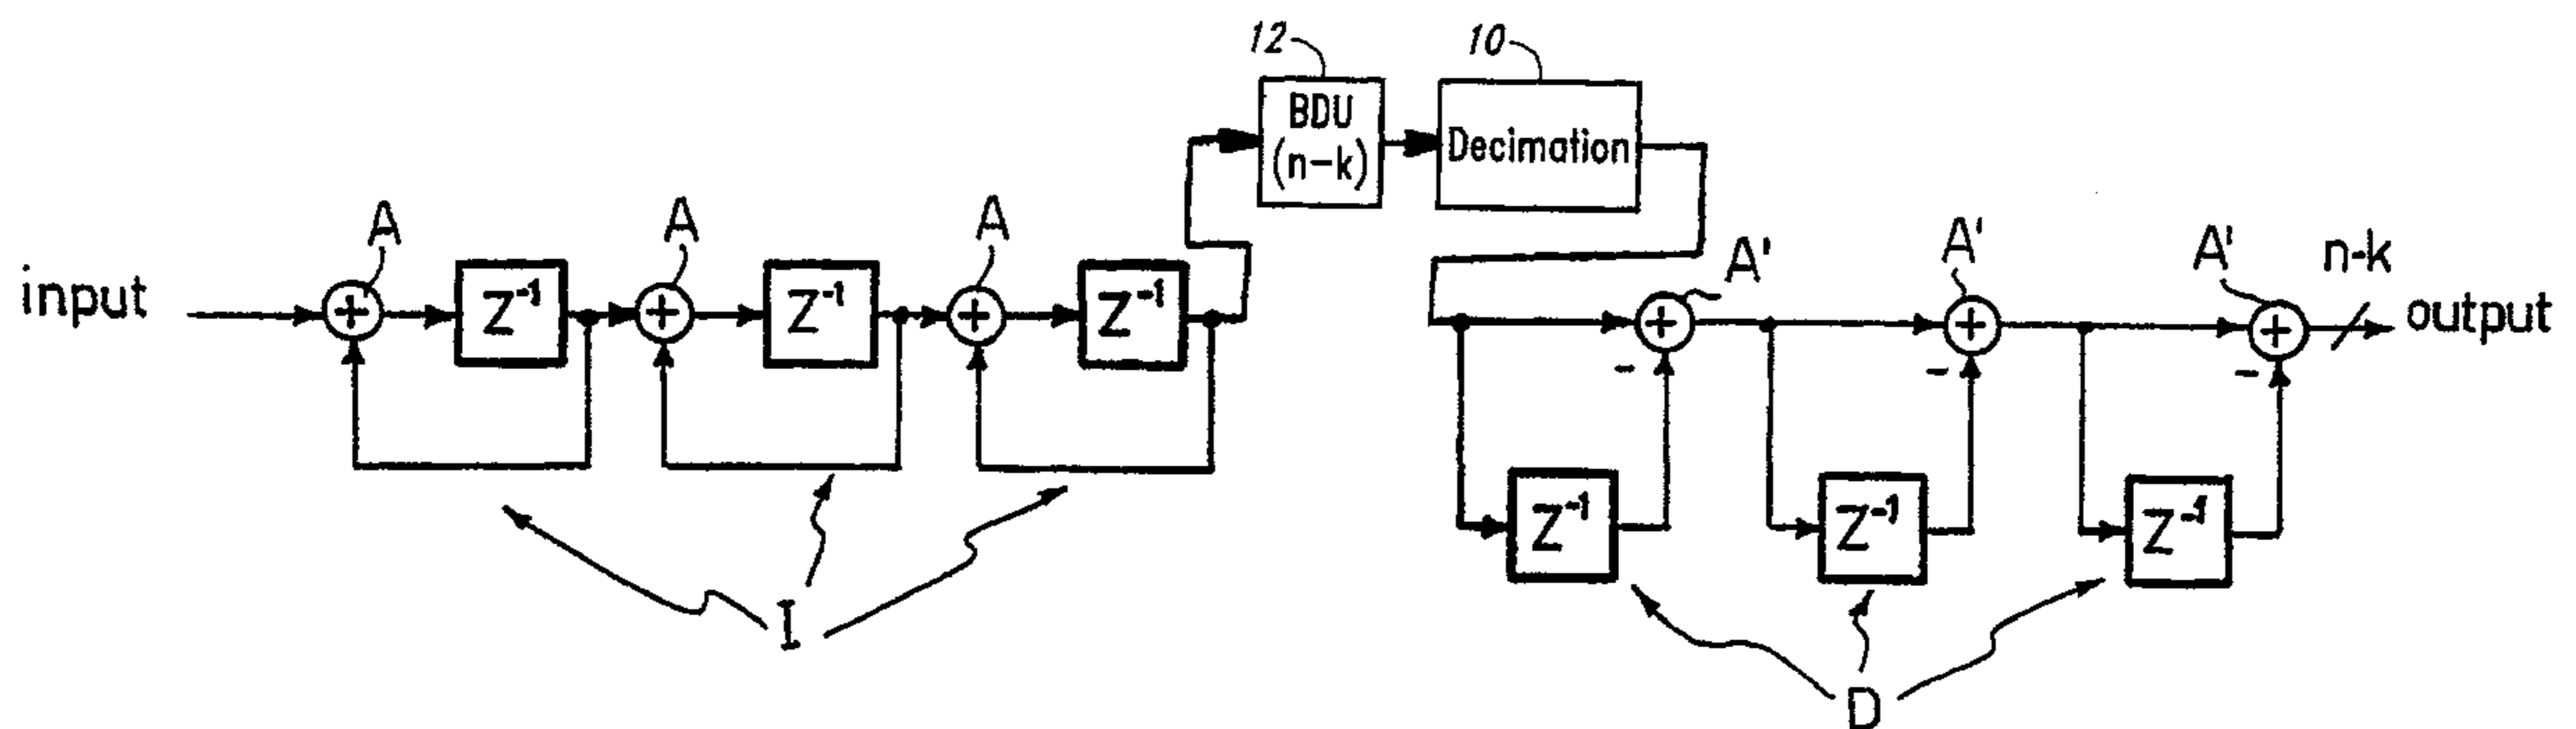 12
10
BDU
(n-k)
Decimation
A
A
A
A'
A'
A'
n-k
input
+
Z⁻¹
+
Z⁻¹
+
Z⁻¹
+
+
+
output
-
-
-
Z⁻¹
Z⁻¹
Z⁻¹
I
D